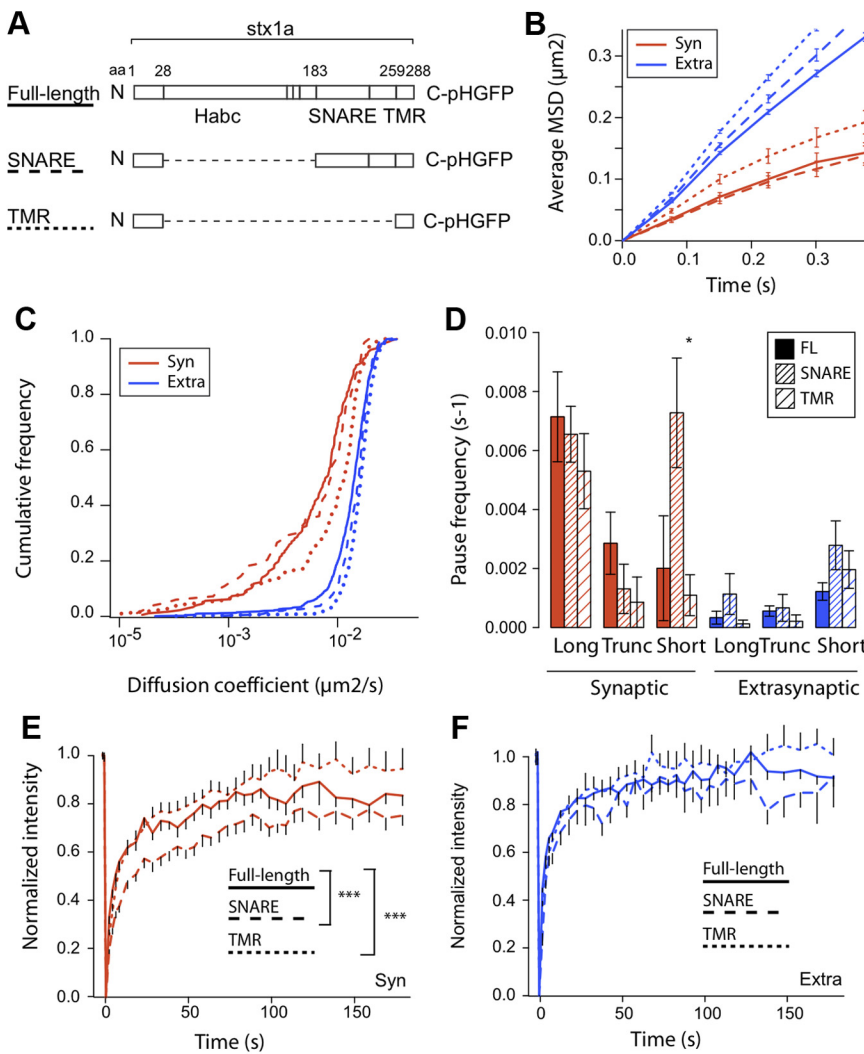 A
stx1a
aa 1 28 183 259 288
Full-length N C-pHGFP
Habc SNARE TMR
SNARE N C-pHGFP
TMR N C-pHGFP
B
Average MSD (μm2)
0.3
0.2
0.1
0.0
Syn
Extra
0.0 0.1 0.2 0.3
Time (s)
C
Cumulative frequency
1.0
0.8
0.6
0.4
0.2
0.0
Syn
Extra
10-5 10-3 10-2
Diffusion coefficient (μm2/s)
D
Pause frequency (s-1)
0.010
0.008
0.006
0.004
0.002
0.000
*
FL
SNARE
TMR
Long Trunc Short Long Trunc Short
Synaptic Extrasynaptic
E
Normalized intensity
1.0
0.8
0.6
0.4
0.2
0.0
Full-length
SNARE
TMR
***
***
Syn
0 50 100 150
Time (s)
F
Normalized intensity
1.0
0.8
0.6
0.4
0.2
0.0
Full-length
SNARE
TMR
Extra
0 50 100 150
Time (s)